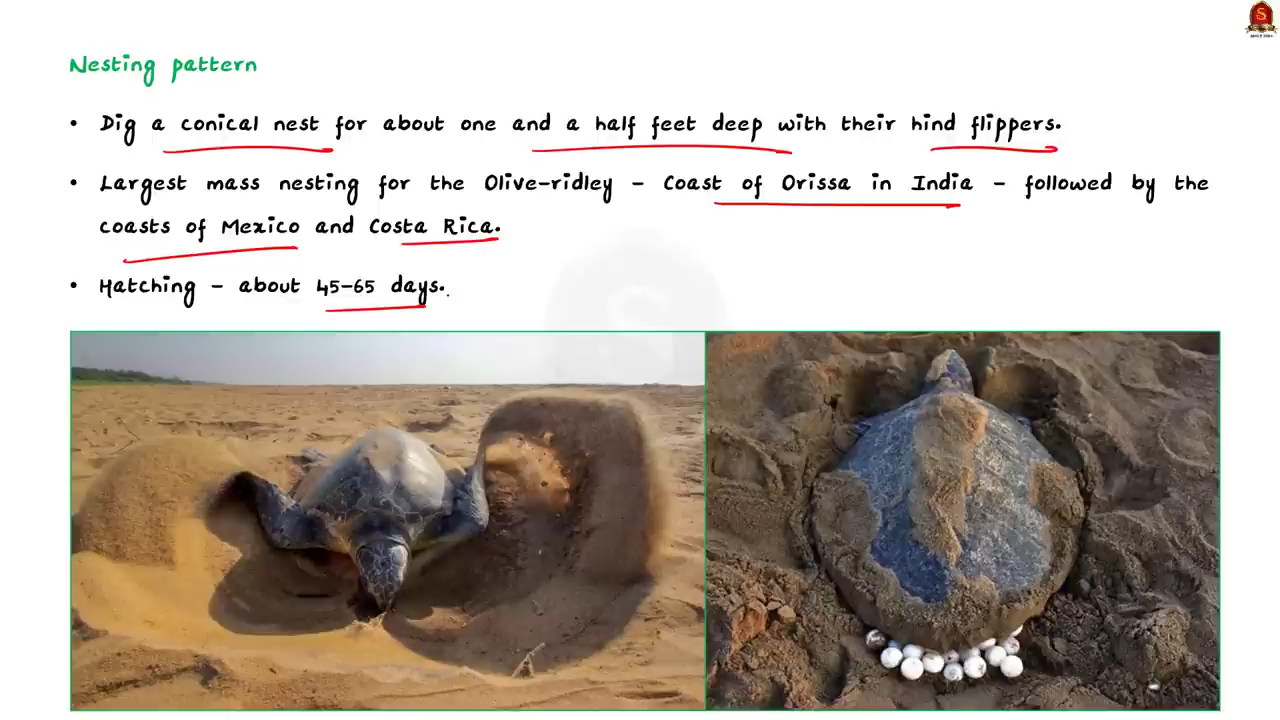 Nesting pattern
• Dig a conical nest for about one and a half feet deep with their hind flippers.
• Largest mass nesting for the Olive-ridley – Coast of Orissa in India – followed by the
coasts of Mexico and Costa Rica.
• Hatching – about 45-65 days.
S